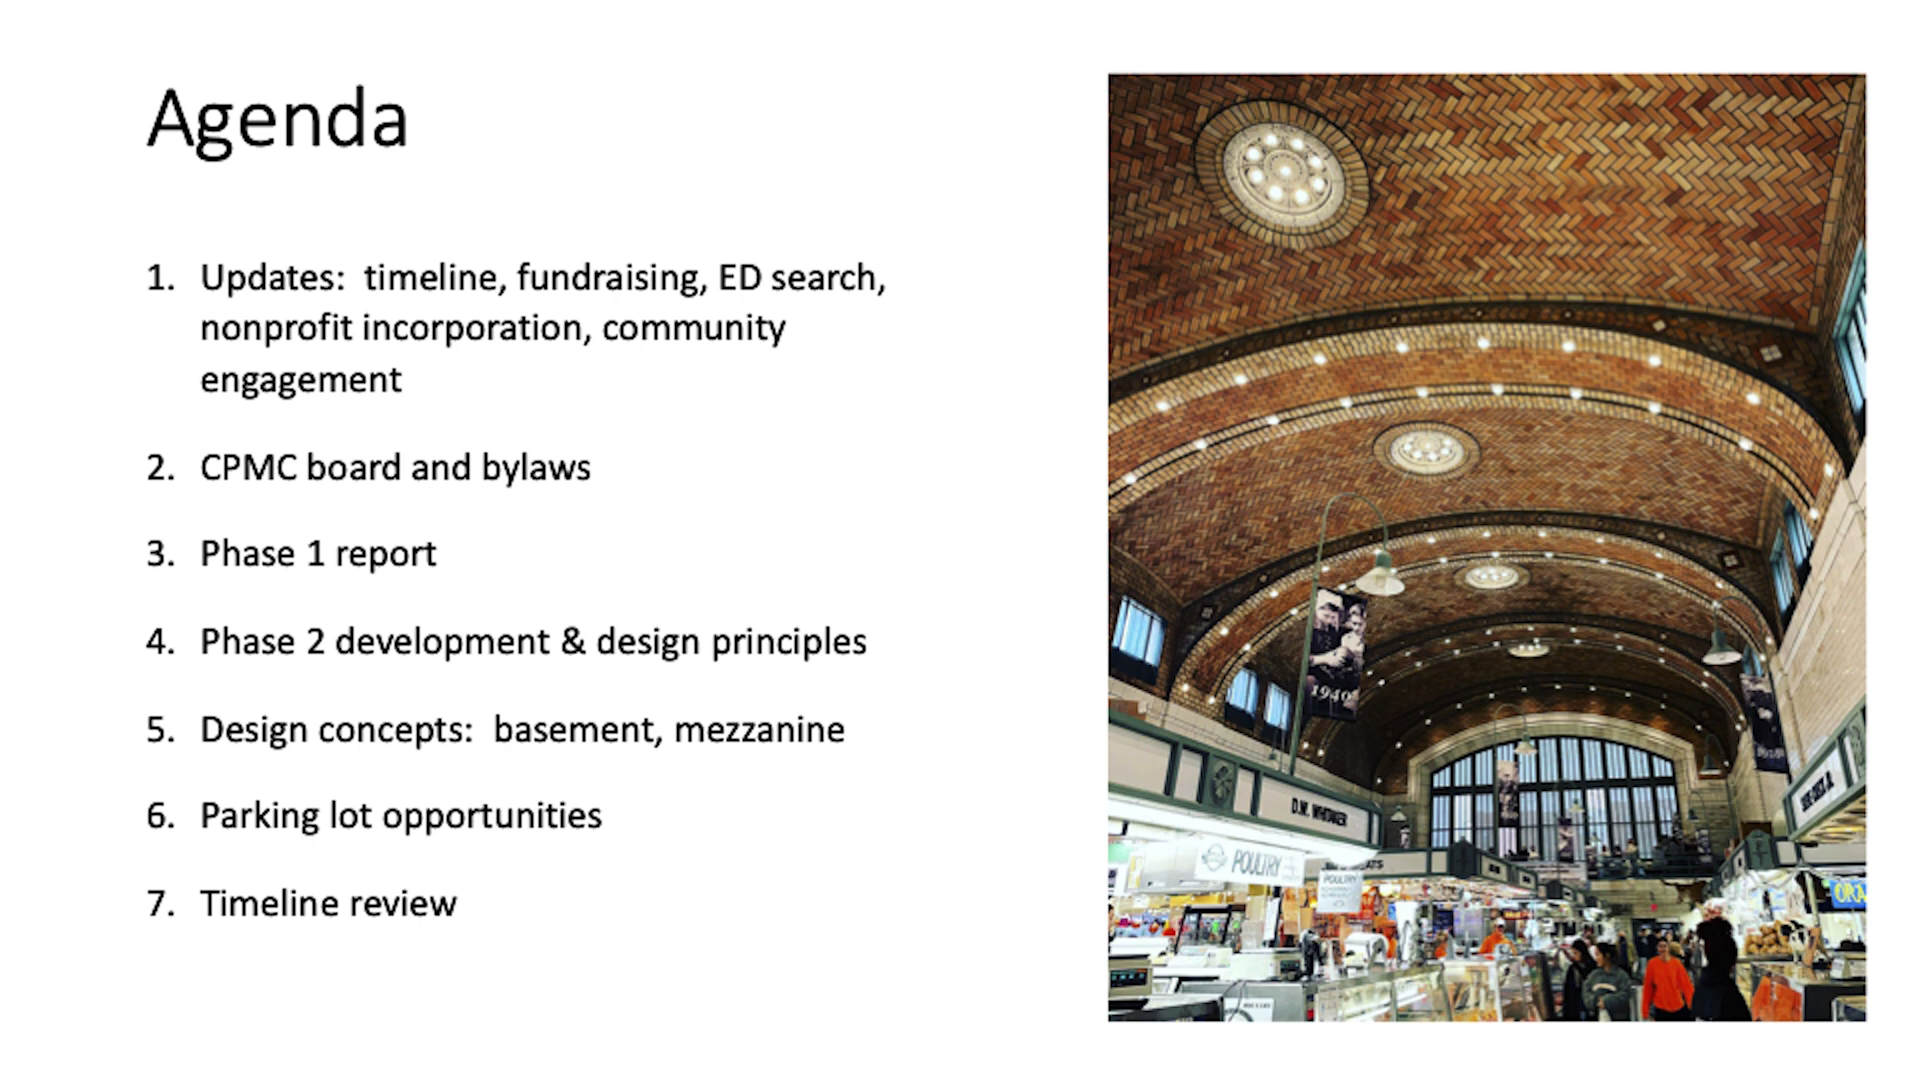 Agenda
1. Updates:  timeline, fundraising, ED search,
nonprofit incorporation, community
engagement
2. CPMC board and bylaws
3. Phase 1 report
4. Phase 2 development & design principles
5. Design concepts:  basement, mezzanine
6. Parking lot opportunities
7. Timeline review
1940s
D.W. WHITAKER
POULTRY
POULTRY